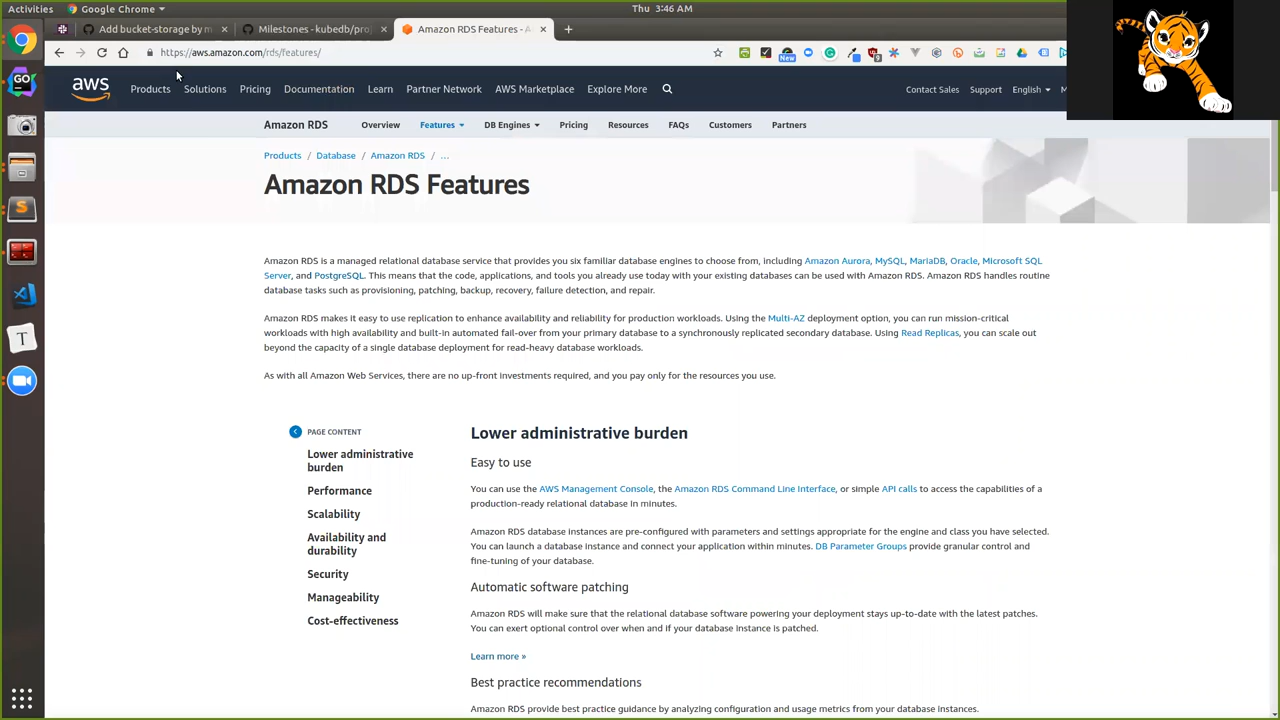 Activities
Google Chrome
Thu 3:46 AM
Add bucket-storage by m
Milestones - kubedb/proj
Amazon RDS Features - A
https://aws.amazon.com/rds/features/
New
9
GO
S
T
aws
Products
Solutions
Pricing
Documentation
Learn
Partner Network
AWS Marketplace
Explore More
Contact Sales
Support
English
M
Amazon RDS
Overview
Features
DB Engines
Pricing
Resources
FAQs
Customers
Partners
Products / Database / Amazon RDS / ...
Amazon RDS Features
Amazon RDS is a managed relational database service that provides you six familiar database engines to choose from, including Amazon Aurora, MySQL, MariaDB, Oracle, Microsoft SQL
Server, and PostgreSQL. This means that the code, applications, and tools you already use today with your existing databases can be used with Amazon RDS. Amazon RDS handles routine
database tasks such as provisioning, patching, backup, recovery, failure detection, and repair.
Amazon RDS makes it easy to use replication to enhance availability and reliability for production workloads. Using the Multi-AZ deployment option, you can run mission-critical
workloads with high availability and built-in automated fail-over from your primary database to a synchronously replicated secondary database. Using Read Replicas, you can scale out
beyond the capacity of a single database deployment for read-heavy database workloads.
As with all Amazon Web Services, there are no up-front investments required, and you pay only for the resources you use.
PAGE CONTENT
Lower administrative
burden
Performance
Scalability
Availability and
durability
Security
Manageability
Cost-effectiveness
Lower administrative burden
Easy to use
You can use the AWS Management Console, the Amazon RDS Command Line Interface, or simple API calls to access the capabilities of a
production-ready relational database in minutes.
Amazon RDS database instances are pre-configured with parameters and settings appropriate for the engine and class you have selected.
You can launch a database instance and connect your application within minutes. DB Parameter Groups provide granular control and
fine-tuning of your database.
Automatic software patching
Amazon RDS will make sure that the relational database software powering your deployment stays up-to-date with the latest patches.
You can exert optional control over when and if your database instance is patched.
Learn more »
Best practice recommendations
Amazon RDS provide best practice guidance by analyzing configuration and usage metrics from your database instances.